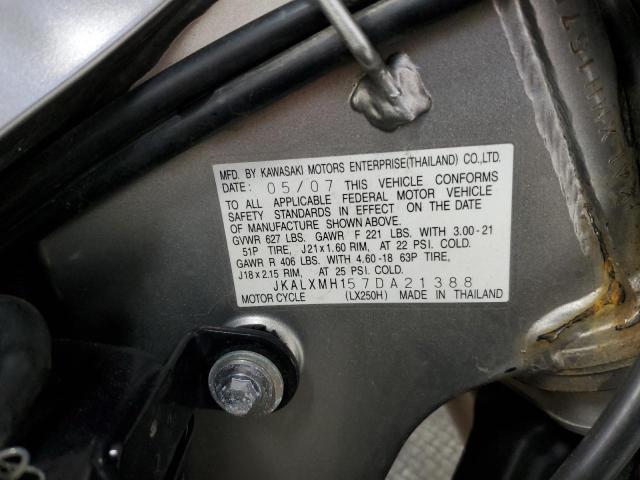 MFD. BY KAWASAKI MOTORS ENTERPRISE(THAILAND) CO.,LTD.
DATE: 05/07 THIS VEHICLE CONFORMS
TO ALL APPLICABLE FEDERAL MOTOR VEHICLE
SAFETY STANDARDS IN EFFECT ON THE DATE
OF MANUFACTURE SHOWN ABOVE.
GVWR 627 LBS. GAWR F 221 LBS. WITH 3.00-21
51P TIRE, J21x1.60 RIM, AT 22 PSI. COLD.
GAWR R 406 LBS. WITH 4.60-18 63P TIRE,
J18x2.15 RIM, AT 25 PSI. COLD.
JKALXMH157DA21388
MOTOR CYCLE (LX250H) MADE IN THAILAND